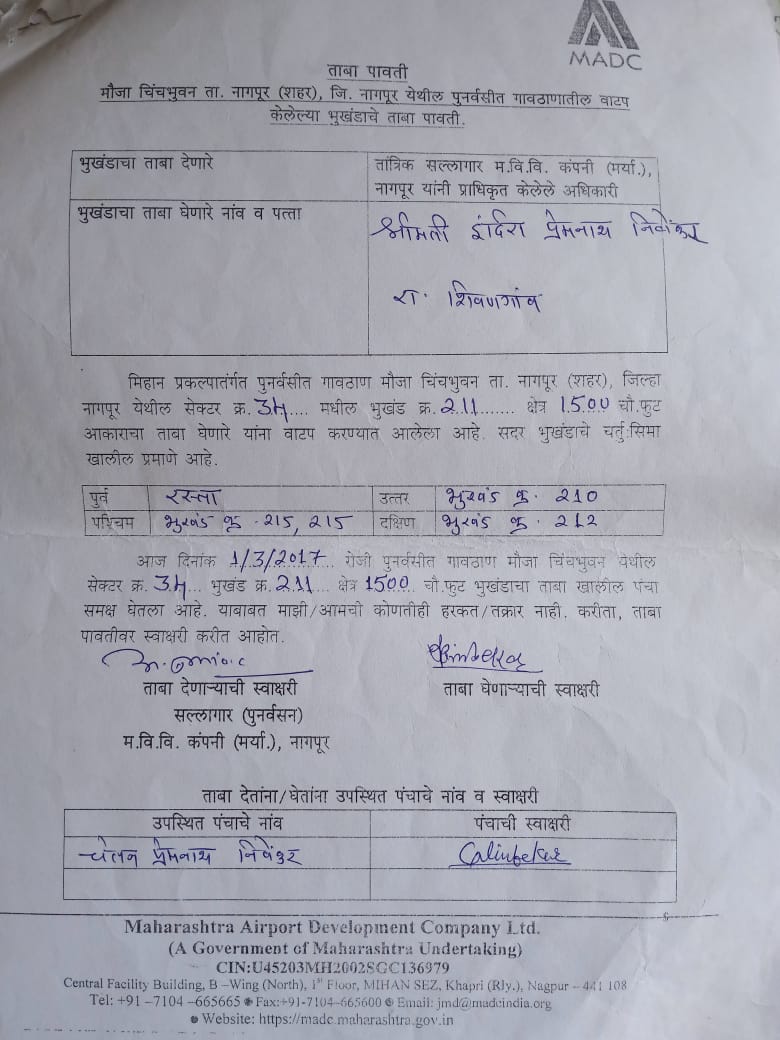 MADC
ताबा पावती
मौजा चिंचभुवन ता. नागपूर (शहर), जि. नागपूर येथील पुनर्वसीत गावठाणातील वाटप
केलेल्या भुखंडाचे ताबा पावती.
भुखंडाचा ताबा देणारे
तांत्रिक सल्लागार म.वि.वि. कंपनी (मर्या.),
नागपूर यांनी प्राधिकृत केलेले अधिकारी
भुखंडाचा ताबा घेणारे नांव व पत्ता
श्रीमती इंदिरा प्रेमनाथ निंबेकर
रा. शिवणगांव
मिहान प्रकल्पातंर्गत पुनर्वसीत गावठाण मौजा चिंचभुवन ता. नागपूर (शहर), जिल्हा
नागपूर येथील सेक्टर क्र. 34.... मधील भुखंड क्र. 211....... क्षेत्र 1500 चौ.फुट
आकाराचा ताबा घेणारे यांना वाटप करण्यात आलेला आहे. सदर भुखंडाचे चर्तुःसिमा
खालील प्रमाणे आहे.
पुर्व रस्ता उत्तर भुखंड क्र. 210
पश्चिम भुखंड क्र. 215, 215 दक्षिण भुखंड क्र. 212
आज दिनांक 1/3/2017 रोजी पुनर्वसीत गावठाण मौजा चिंचभुवन येथील
सेक्टर क्र. 34... भुखंड क्र. 211.... क्षेत्र 1500. चौ.फुट भुखंडाचा ताबा खालील पंचा
समक्ष घेतला आहे. याबाबत माझी/आमची कोणतीही हरकत/तक्रार नाही. करीता, ताबा
पावतीवर स्वाक्षरी करीत आहोत.
ताबा देणाऱ्याची स्वाक्षरी
ताबा घेणाऱ्याची स्वाक्षरी
सल्लागार (पुनर्वसन)
म.वि.वि. कंपनी (मर्या.), नागपूर
ताबा देतांना/घेतांना उपस्थित पंचाचे नांव व स्वाक्षरी
उपस्थित पंचाचे नांव
पंचाची स्वाक्षरी
चेतन प्रेमनाथ निंबेकर
Maharashtra Airport Development Company Ltd.
(A Government of Maharashtra Undertaking)
CIN:U45203MH2002SGC136979
Central Facility Building, B –Wing (North), 1st Floor, MIHAN SEZ, Khapri (Rly.), Nagpur – 441 108
Tel: +91 –7104 –665665 ● Fax:+91-7104-665600 ● Email: jmd@madcindia.org
● Website: https://madc.maharashtra.gov.in